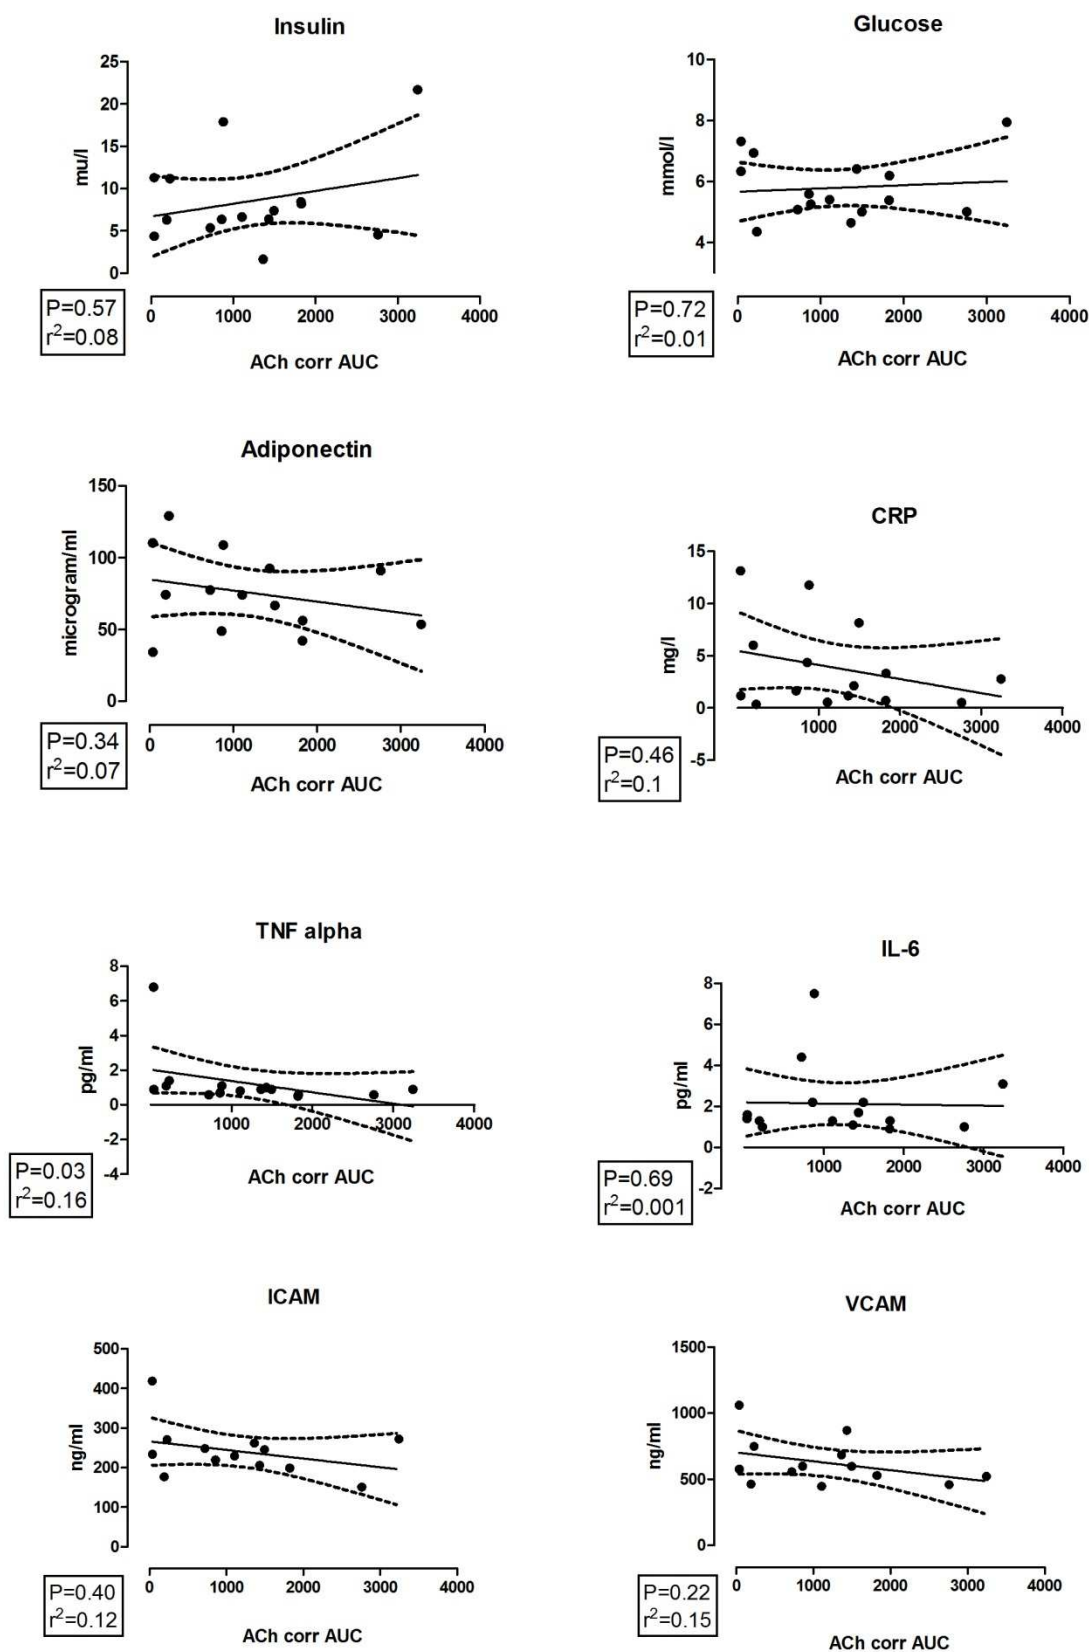 Insulin
25
20
15
10
5
0
mu/l
0 1000 2000 3000 4000
ACh corr AUC
P=0.57
r²=0.08
Glucose
10
8
6
4
mmol/l
0 1000 2000 3000 4000
ACh corr AUC
P=0.72
r²=0.01
Adiponectin
150
100
50
0
microgram/ml
0 1000 2000 3000 4000
ACh corr AUC
P=0.34
r²=0.07
CRP
15
10
5
0
-5
mg/l
1000 2000 3000 4000
ACh corr AUC
P=0.46
r²=0.1
TNF alpha
8
6
4
2
0
-2
-4
pg/ml
1000 2000 3000 4000
ACh corr AUC
P=0.03
r²=0.16
IL-6
8
6
4
2
0
-2
pg/ml
1000 2000 3000 4000
ACh corr AUC
P=0.69
r²=0.001
ICAM
500
400
300
200
100
0
ng/ml
0 1000 2000 3000 4000
ACh corr AUC
P=0.40
r²=0.12
VCAM
1500
1000
500
0
ng/ml
0 1000 2000 3000 4000
ACh corr AUC
P=0.22
r²=0.15